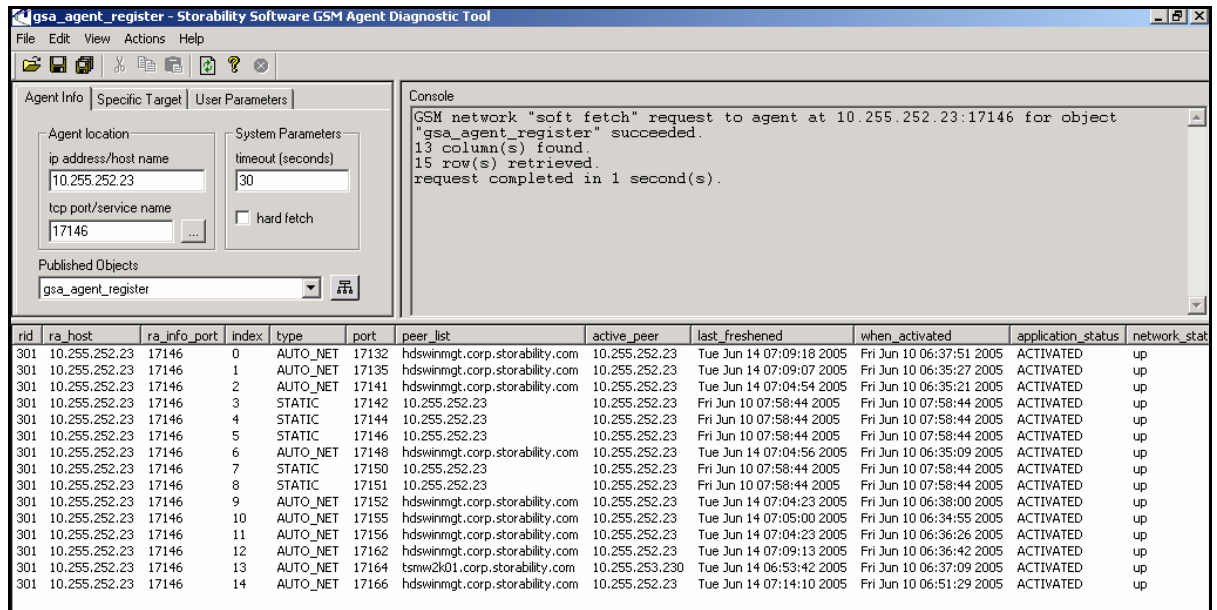 gsa_agent_register - Storability Software GSM Agent Diagnostic Tool
File Edit View Actions Help
Agent Info Specific Target User Parameters
Agent location
ip address/host name
10.255.252.23
tcp port/service name
17146 ...
System Parameters
timeout (seconds)
30
hard fetch
Published Objects
gsa_agent_register
Console
GSM network "soft fetch" request to agent at 10.255.252.23:17146 for object
"gsa_agent_register" succeeded.
13 column(s) found.
15 row(s) retrieved.
request completed in 1 second(s).
rid ra_host ra_info_port index type port peer_list active_peer last_freshened when_activated application_status network_stat
301 10.255.252.23 17146 0 AUTO_NET 17132 hdswinmgt.corp.storability.com 10.255.252.23 Tue Jun 14 07:09:18 2005 Fri Jun 10 06:37:51 2005 ACTIVATED up
301 10.255.252.23 17146 1 AUTO_NET 17135 hdswinmgt.corp.storability.com 10.255.252.23 Tue Jun 14 07:09:07 2005 Fri Jun 10 06:35:27 2005 ACTIVATED up
301 10.255.252.23 17146 2 AUTO_NET 17141 hdswinmgt.corp.storability.com 10.255.252.23 Tue Jun 14 07:04:54 2005 Fri Jun 10 06:35:21 2005 ACTIVATED up
301 10.255.252.23 17146 3 STATIC 17142 10.255.252.23 10.255.252.23 Fri Jun 10 07:58:44 2005 Fri Jun 10 07:58:44 2005 ACTIVATED up
301 10.255.252.23 17146 4 STATIC 17144 10.255.252.23 10.255.252.23 Fri Jun 10 07:58:44 2005 Fri Jun 10 07:58:44 2005 ACTIVATED up
301 10.255.252.23 17146 5 STATIC 17146 10.255.252.23 10.255.252.23 Fri Jun 10 07:58:44 2005 Fri Jun 10 07:58:44 2005 ACTIVATED up
301 10.255.252.23 17146 6 AUTO_NET 17148 hdswinmgt.corp.storability.com 10.255.252.23 Tue Jun 14 07:04:56 2005 Fri Jun 10 06:35:09 2005 ACTIVATED up
301 10.255.252.23 17146 7 STATIC 17150 10.255.252.23 10.255.252.23 Fri Jun 10 07:58:44 2005 Fri Jun 10 07:58:44 2005 ACTIVATED up
301 10.255.252.23 17146 8 STATIC 17151 10.255.252.23 10.255.252.23 Fri Jun 10 07:58:44 2005 Fri Jun 10 07:58:44 2005 ACTIVATED up
301 10.255.252.23 17146 9 AUTO_NET 17152 hdswinmgt.corp.storability.com 10.255.252.23 Tue Jun 14 07:04:23 2005 Fri Jun 10 06:38:00 2005 ACTIVATED up
301 10.255.252.23 17146 10 AUTO_NET 17155 hdswinmgt.corp.storability.com 10.255.252.23 Tue Jun 14 07:05:00 2005 Fri Jun 10 06:34:55 2005 ACTIVATED up
301 10.255.252.23 17146 11 AUTO_NET 17156 hdswinmgt.corp.storability.com 10.255.252.23 Tue Jun 14 07:04:23 2005 Fri Jun 10 06:36:26 2005 ACTIVATED up
301 10.255.252.23 17146 12 AUTO_NET 17162 hdswinmgt.corp.storability.com 10.255.252.23 Tue Jun 14 07:09:13 2005 Fri Jun 10 06:36:42 2005 ACTIVATED up
301 10.255.252.23 17146 13 AUTO_NET 17164 tsmw2k01.corp.storability.com 10.255.253.230 Tue Jun 14 06:53:42 2005 Fri Jun 10 06:37:09 2005 ACTIVATED up
301 10.255.252.23 17146 14 AUTO_NET 17166 hdswinmgt.corp.storability.com 10.255.252.23 Tue Jun 14 07:14:10 2005 Fri Jun 10 06:51:29 2005 ACTIVATED up